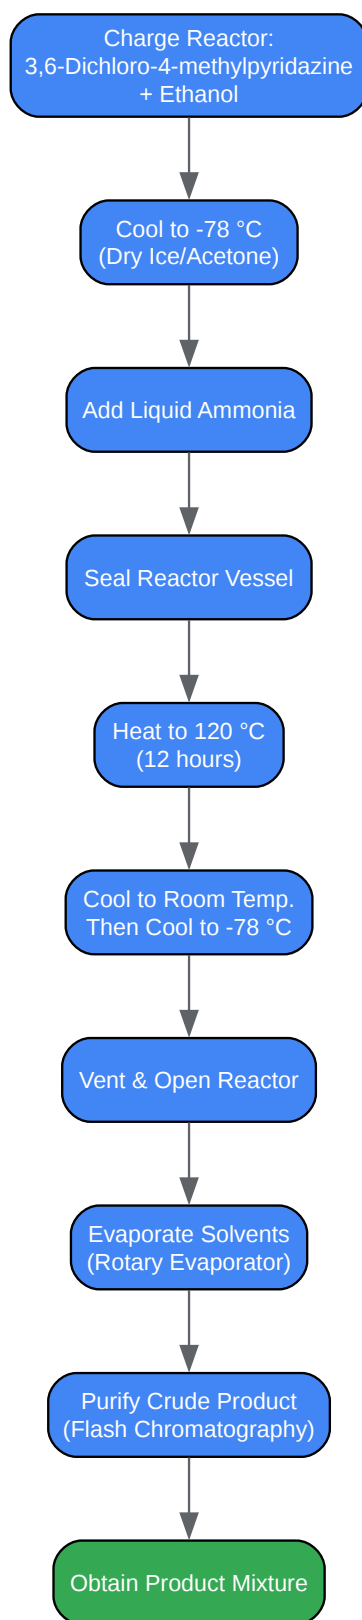 Charge Reactor:
3,6-Dichloro-4-methylpyridazine
+ Ethanol
Cool to -78 °C
(Dry Ice/Acetone)
Add Liquid Ammonia
Seal Reactor Vessel
Heat to 120 °C
(12 hours)
Cool to Room Temp.
Then Cool to -78 °C
Vent & Open Reactor
Evaporate Solvents
(Rotary Evaporator)
Purify Crude Product
(Flash Chromatography)
Obtain Product Mixture